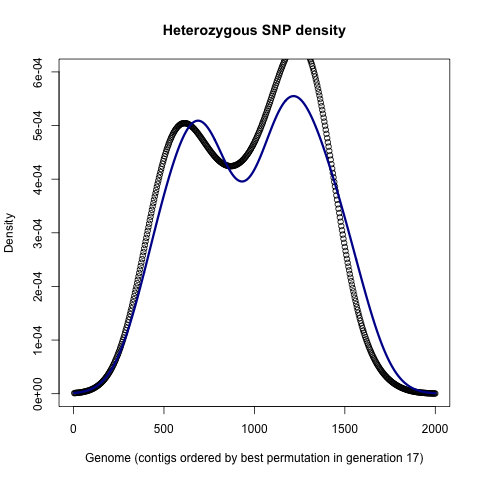 Heterozygous SNP density
Density
6e-04
5e-04
4e-04
3e-04
2e-04
1e-04
0e+00
0 500 1000 1500 2000
Genome (contigs ordered by best permutation in generation 17)